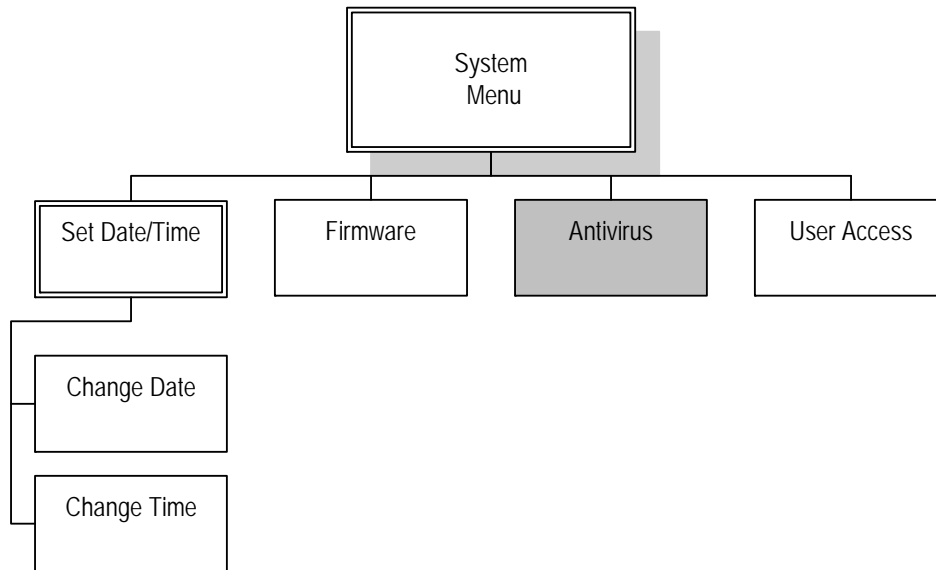 System
Menu
Set Date/Time
Firmware
Antivirus
User Access
Change Date
Change Time